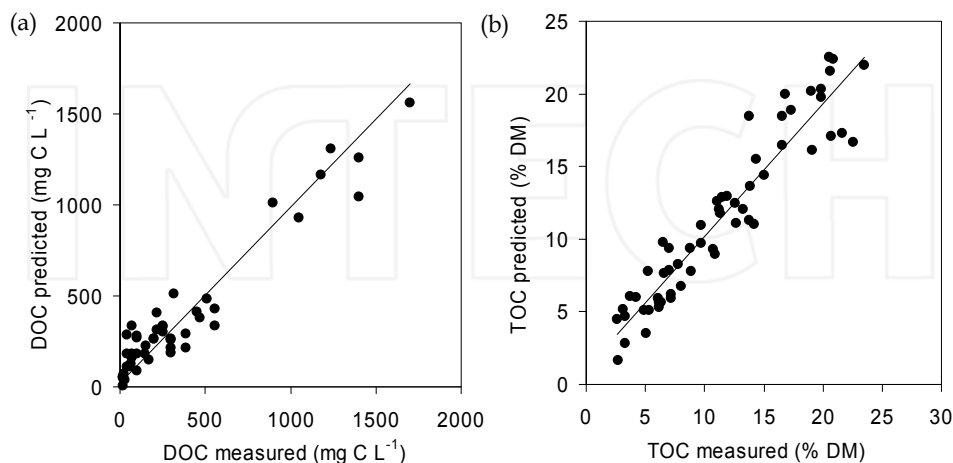 (a)
2000
1500
1000
500
0
DOC predicted (mg C L⁻¹)
0 500 1000 1500 2000
DOC measured (mg C L⁻¹)
(b)
25
20
15
10
5
0
TOC predicted (% DM)
0 5 10 15 20 25 30
TOC measured (% DM)
INTECH